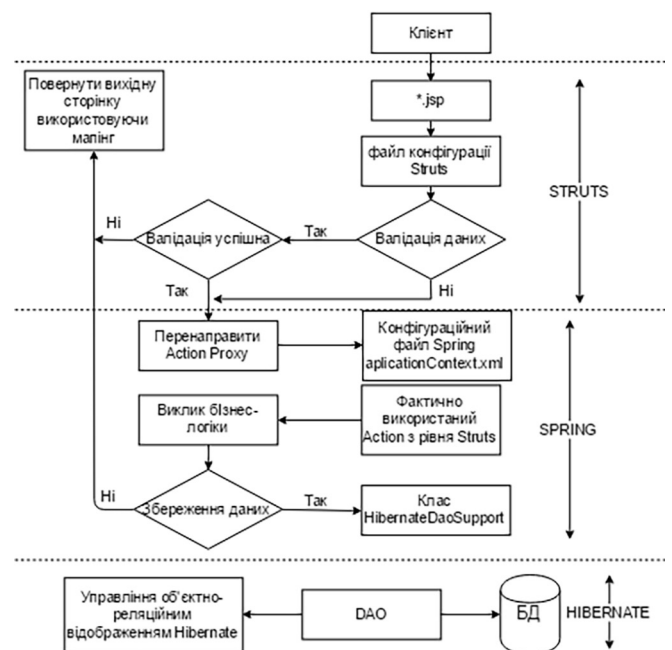 Клієнт
Повернути вихідну
сторінку
використовуючи
мапінг
*.jsp
файл конфігурації
Struts
STRUTS
Ні
Валідація успішна
Так
Валідація даних
Так
Ні
Перенаправити
Action Proxy
Конфігураційний
файл Spring
aplicationContext.xml
Виклик бізнес-
логіки
Фактично
використаний
Action з рівня Struts
SPRING
Ні
Збереження даних
Так
Клас
HibernateDaoSupport
Управління об'єктно-
реляційним
відображенням Hibernate
DAO
БД
HIBERNATE